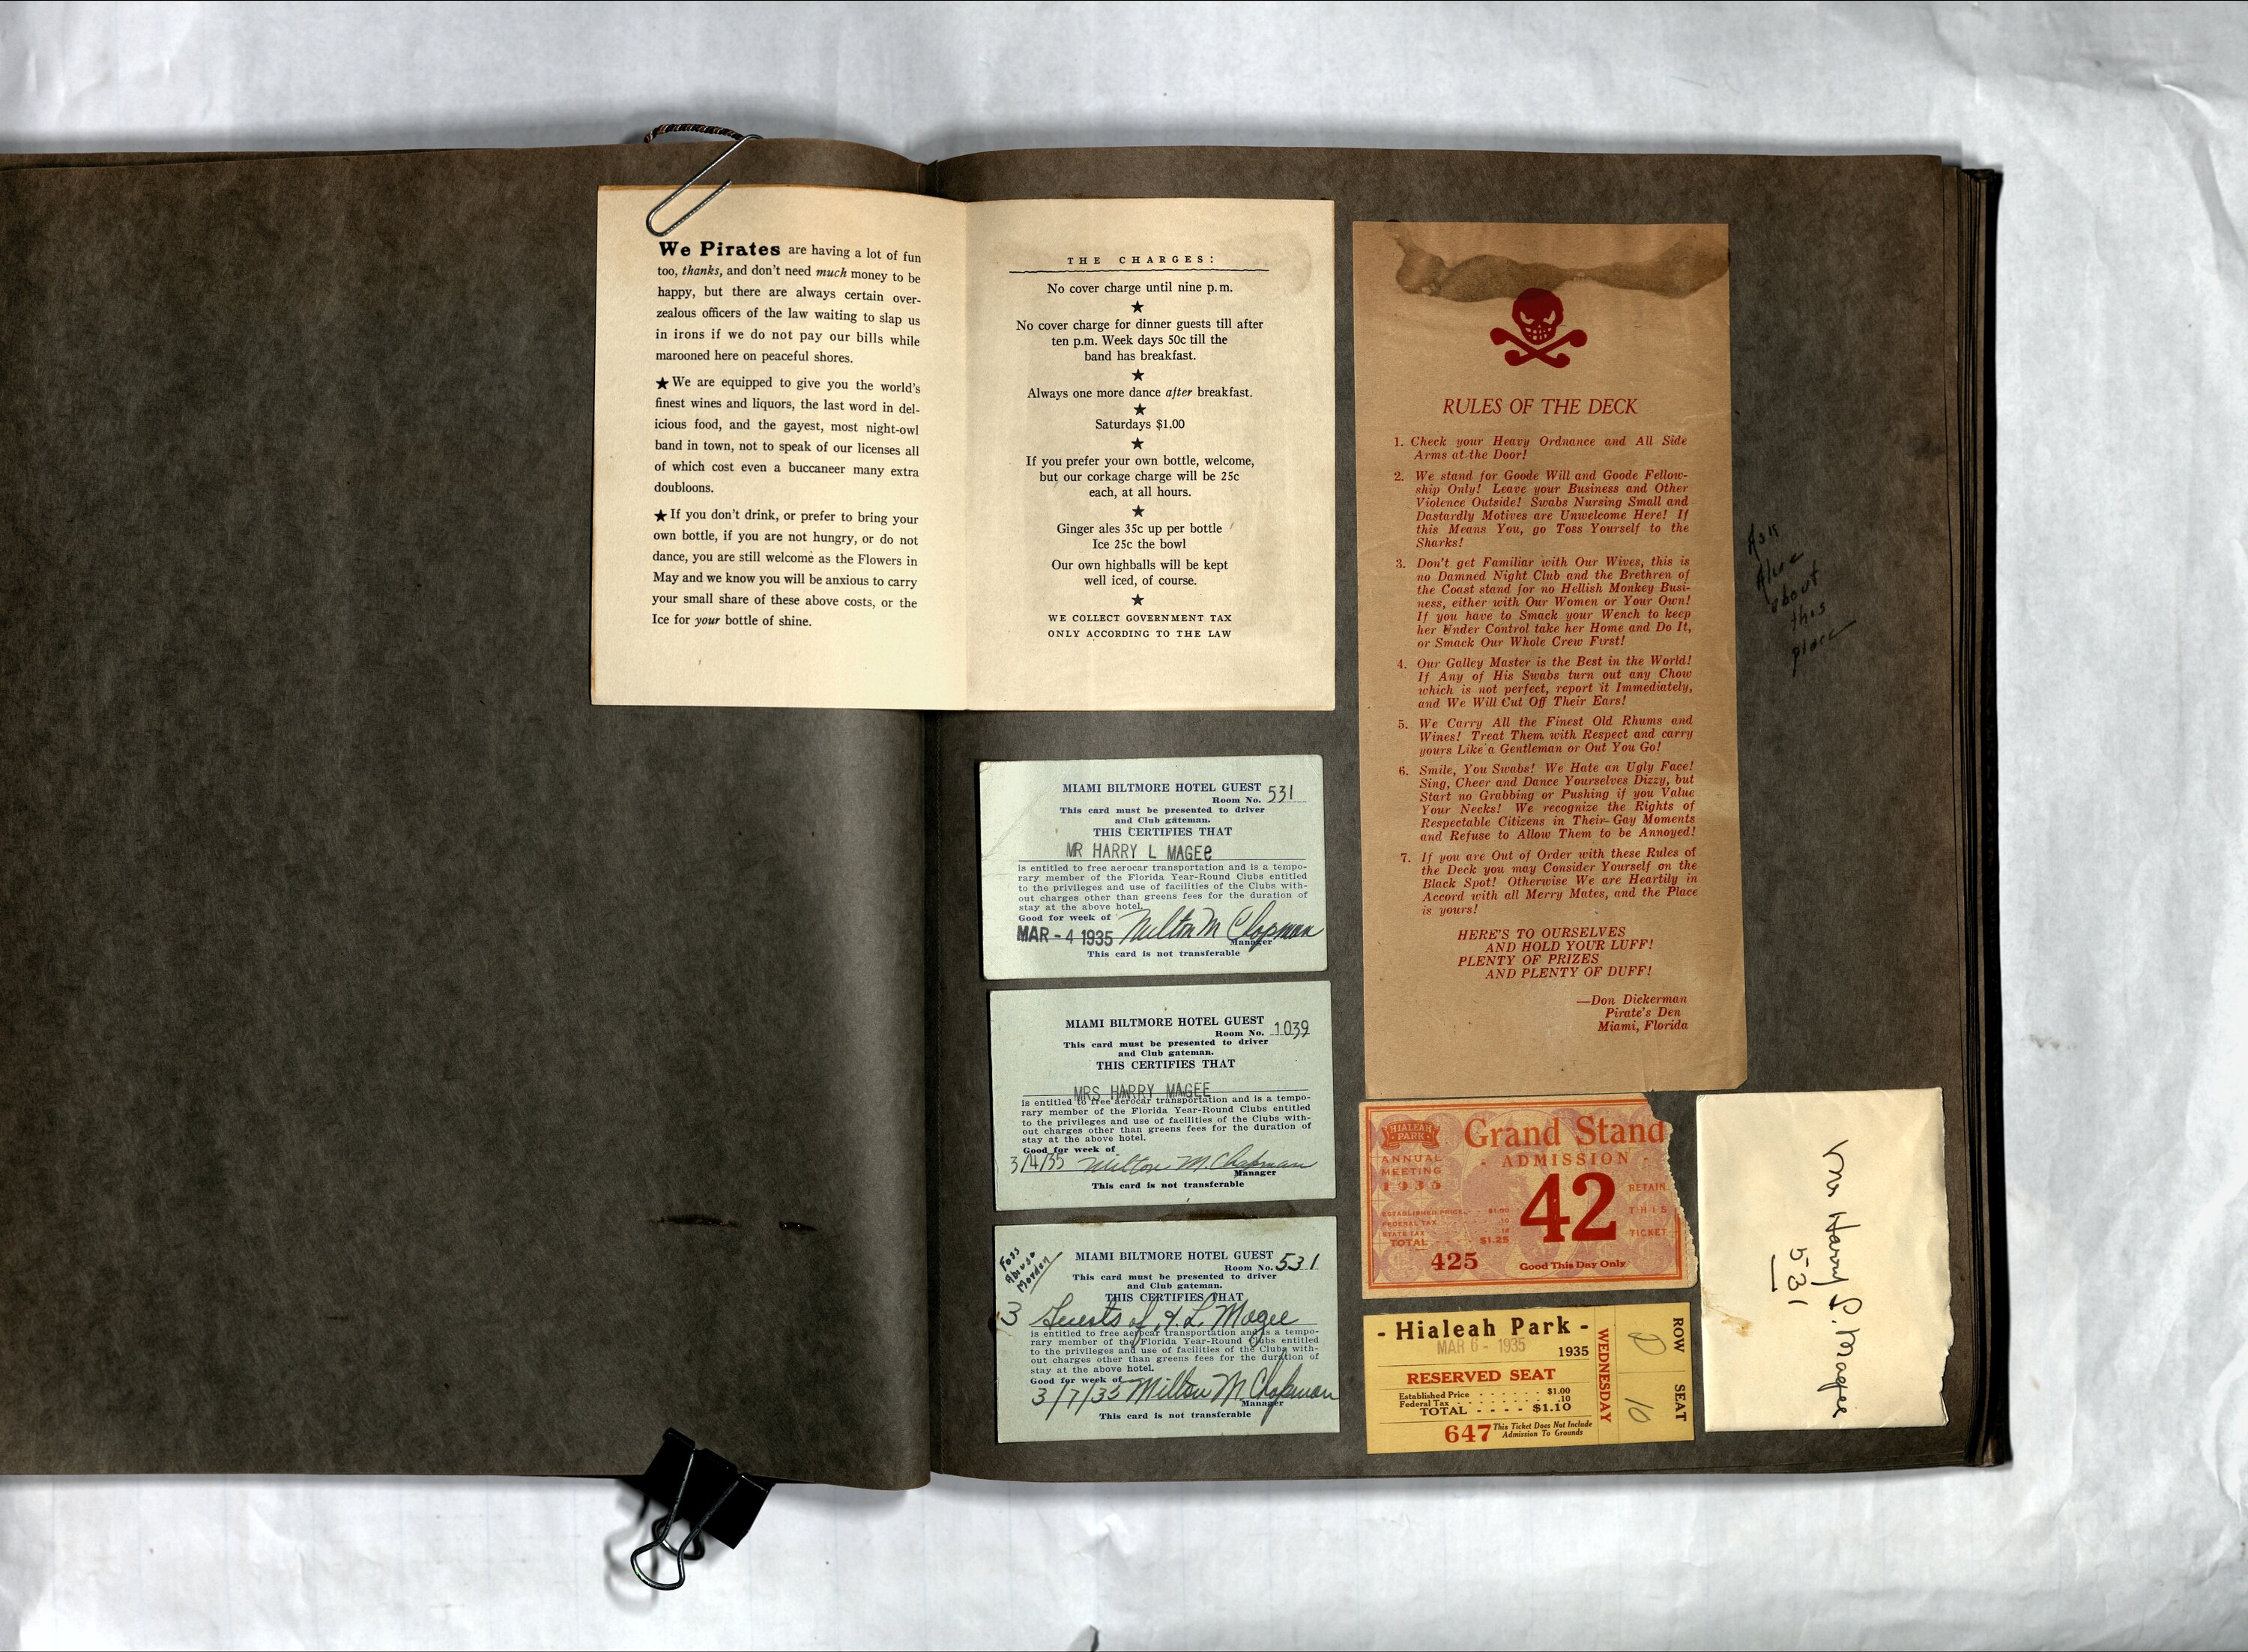 We Pirates are having a lot of fun
too, thanks, and don't need much money to be
happy, but there are always certain over-
zealous officers of the law waiting to slap us
in irons if we do not pay our bills while
marooned here on peaceful shores.
★ We are equipped to give you the world's
finest wines and liquors, the last word in del-
icious food, and the gayest, most night-owl
band in town, not to speak of our licenses all
of which cost even a buccaneer many extra
doubloons.
★ If you don't drink, or prefer to bring your
own bottle, if you are not hungry, or do not
dance, you are still welcome as the Flowers in
May and we know you will be anxious to carry
your small share of these above costs, or the
Ice for your bottle of shine.
THE CHARGES:
No cover charge until nine p.m.
★
No cover charge for dinner guests till after
ten p.m. Week days 50c till the
band has breakfast.
★
Always one more dance after breakfast.
★
Saturdays $1.00
★
If you prefer your own bottle, welcome,
but our corkage charge will be 25c
each, at all hours.
★
Ginger ales 35c up per bottle
Ice 25c the bowl
Our own highballs will be kept
well iced, of course.
★
WE COLLECT GOVERNMENT TAX
ONLY ACCORDING TO THE LAW
RULES OF THE DECK
1. Check your Heavy Ordnance and All Side
Arms at the Door!
2. We stand for Goode Will and Goode Fellow-
ship Only! Leave your Business and Other
Violence Outside! Swabs Nursing Small and
Dastardly Motives are Unwelcome Here! If
this Means You, go Toss Yourself to the
Sharks!
3. Don't get Familiar with Our Wives, this is
no Damned Night Club and the Brethren of
the Coast stand for no Hellish Monkey Busi-
ness, either with Our Women or Your Own!
If you have to Smack your Wench to keep
her Under Control take her Home and Do It,
or Smack Our Whole Crew First!
4. Our Galley Master is the Best in the World!
If Any of His Swabs turn out any Chow
which is not perfect, report it Immediately,
and We Will Cut Off Their Ears!
5. We Carry All the Finest Old Rhums and
Wines! Treat Them with Respect and carry
yours Like a Gentleman or Out You Go!
6. Smile, You Swabs! We Hate an Ugly Face!
Sing, Cheer and Dance Yourselves Dizzy, but
Start no Grabbing or Pushing if you Value
Your Necks! We recognize the Rights of
Respectable Citizens in Their Gay Moments
and Refuse to Allow Them to be Annoyed!
7. If you are Out of Order with these Rules of
the Deck you may Consider Yourself on the
Black Spot! Otherwise We are Heartily in
Accord with all Merry Mates, and the Place
is yours!
HERE'S TO OURSELVES
AND HOLD YOUR LUFF!
PLENTY OF PRIZES
AND PLENTY OF DUFF!
—Don Dickerman
Pirate's Den
Miami, Florida
Ask
about
this
place
MIAMI BILTMORE HOTEL GUEST
Room No. 531
This card must be presented to driver
and Club gateman.
THIS CERTIFIES THAT
MR HARRY L MAGEe
is entitled to free aerocar transportation and is a tempo-
rary member of the Florida Year-Round Clubs entitled
to the privileges and use of facilities of the Clubs with-
out charges other than greens fees for the duration of
stay at the above hotel.
Good for week of
MAR - 4 1935 Milton M Chapman
Manager
This card is not transferable
MIAMI BILTMORE HOTEL GUEST
Room No. 1039
This card must be presented to driver
and Club gateman.
THIS CERTIFIES THAT
MRS HARRY MAGEE
is entitled to free aerocar transportation and is a tempo-
rary member of the Florida Year-Round Clubs entitled
to the privileges and use of facilities of the Clubs with-
out charges other than greens fees for the duration of
stay at the above hotel.
Good for week of
3/4/35 Milton M. Chapman
Manager
This card is not transferable
MIAMI BILTMORE HOTEL GUEST
Room No. 531
This card must be presented to driver
and Club gateman.
THIS CERTIFIES THAT
3 Guests of H. L. Magee
is entitled to free aerocar transportation and is a tempo-
rary member of the Florida Year-Round Clubs entitled
to the privileges and use of facilities of the Clubs with-
out charges other than greens fees for the duration of
stay at the above hotel.
Good for week of
3/7/35 Milton M Chapman
Manager
This card is not transferable
HIALEAH
PARK
Grand Stand
- ADMISSION -
ANNUAL
MEETING
1935
42
RETAIN
THIS
TICKET
ESTABLISHED PRICE $1.00
FEDERAL TAX .10
STATE TAX .15
TOTAL $1.25
425
Good This Day Only
- Hialeah Park -
MAR 6 - 1935
1935
RESERVED SEAT
Established Price $1.00
Federal Tax .10
TOTAL $1.10
647 This Ticket Does Not Include
Admission To Grounds
WEDNESDAY
ROW D
SEAT 10
Mr Harry L. Magee
531